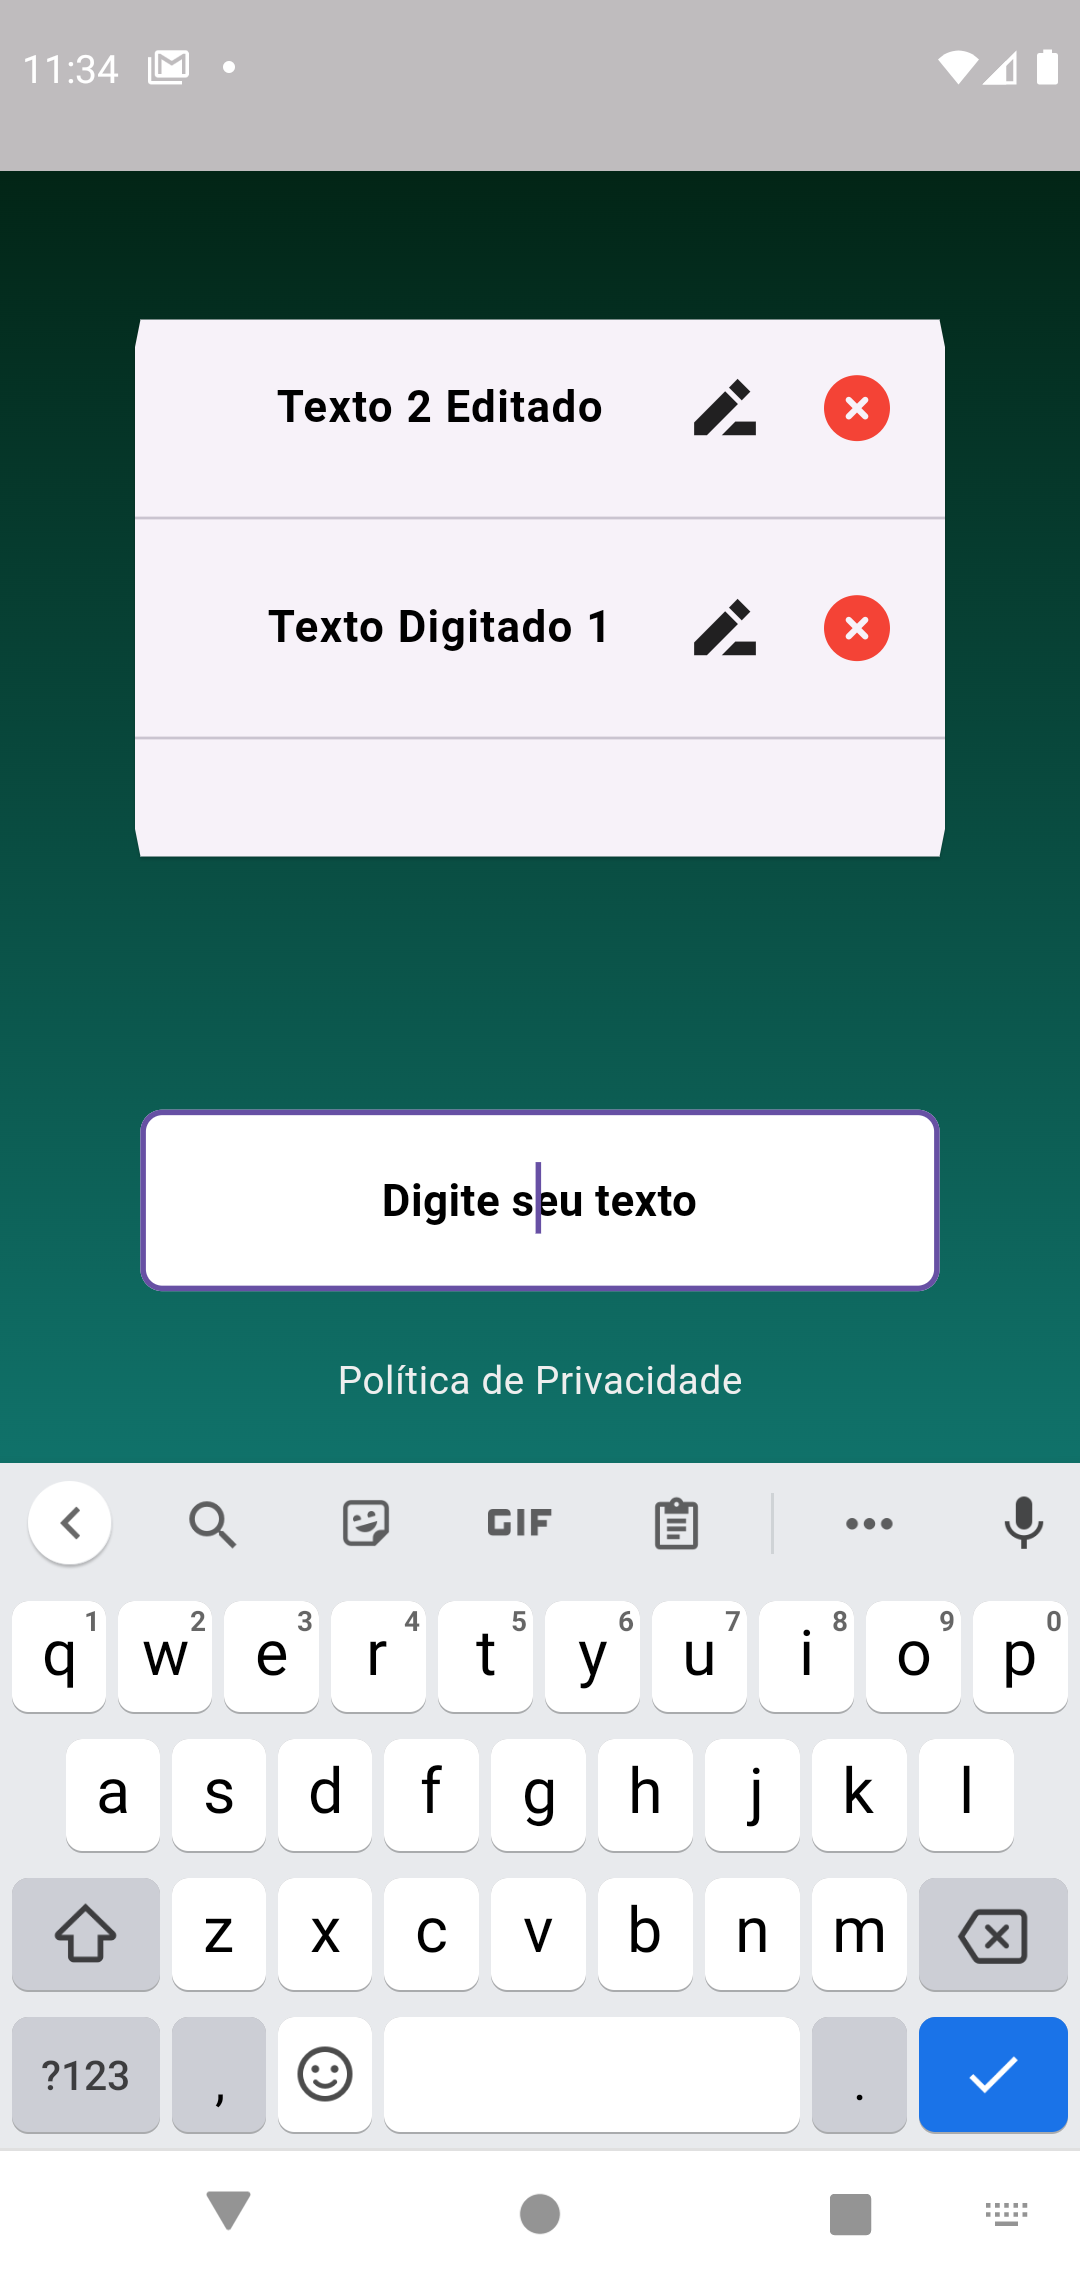 11:34
Texto 2 Editado
Texto Digitado 1
Digite seu texto
Política de Privacidade
GIF
1 2 3 4 5 6 7 8 9 0
q w e r t y u i o p
a s d f g h j k l
z x c v b n m
?123 , .